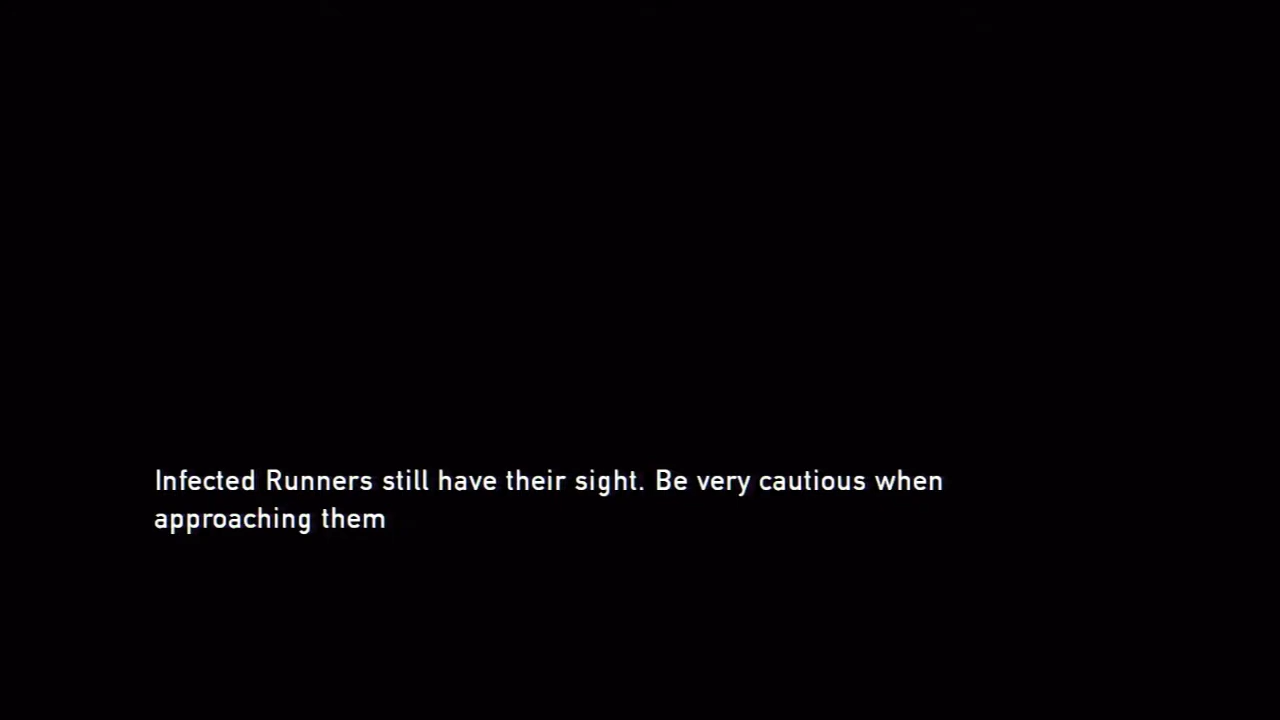 Infected Runners still have their sight. Be very cautious when
approaching them